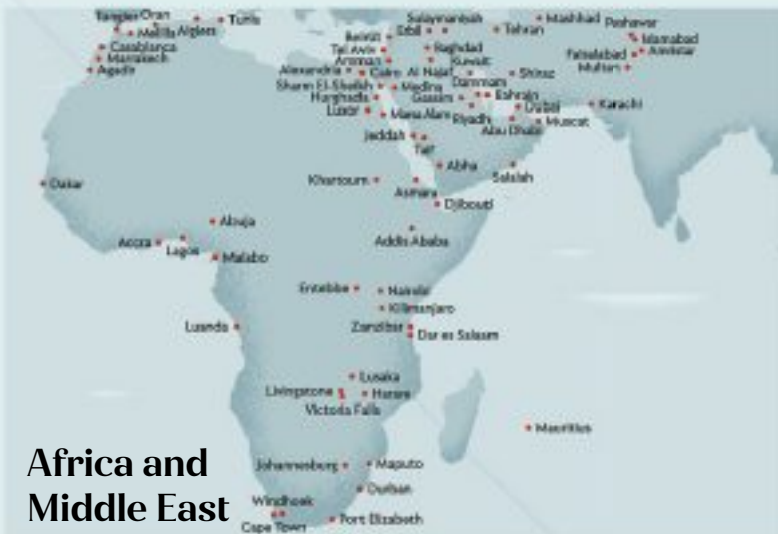 Tangier Oran
Tunis
Melilla Algiers
Casablanca
Marrakech
Agadir
Sulaymaniyah
Mashhad
Peshawar
Beirut
Erbil
Tehran
Islamabad
Tel Aviv
Baghdad
Faisalabad
Amritsar
Amman
Kuwait
Multan
Alexandria
Cairo
Al Najaf
Shiraz
Sharm El-Sheikh
Medina
Dammam
Hurghada
Gassim
Bahrain
Luxor
Marsa Alam
Riyadh
Dubai
Karachi
Abu Dhabi
Muscat
Jeddah
Taif
Abha
Salalah
Dakar
Khartoum
Asmara
Djibouti
Abuja
Accra
Lagos
Addis Ababa
Malabo
Entebbe
Nairobi
Kilimanjaro
Luanda
Zanzibar
Dar es Salaam
Lusaka
Livingstone
Harare
Victoria Falls
Mauritius
Johannesburg
Maputo
Durban
Windhoek
Cape Town
Port Elizabeth
Africa and
Middle East